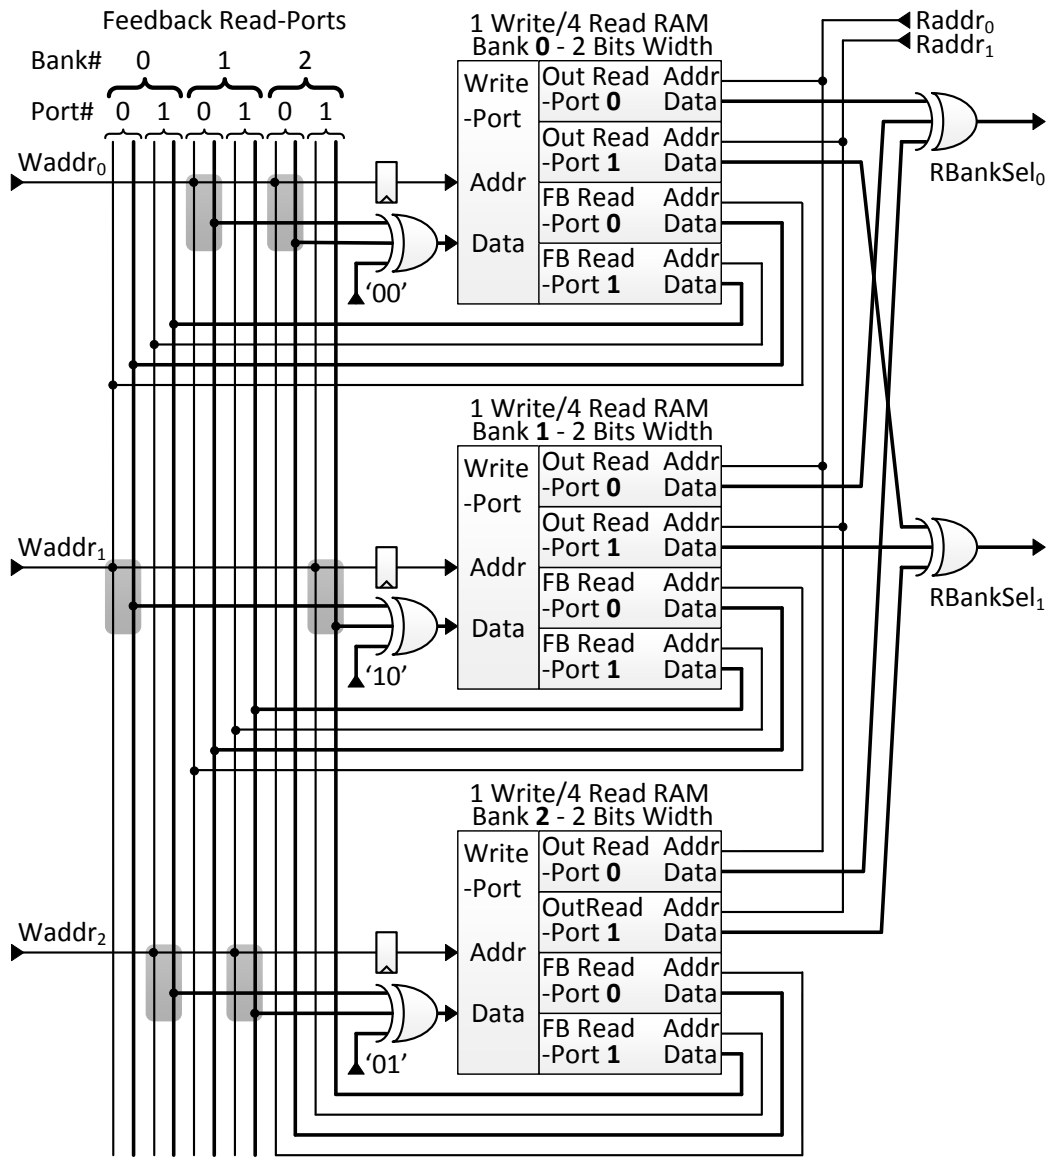 Feedback Read-Ports
Bank# 0 1 2
Port# 0 1 0 1 0 1
1 Write/4 Read RAM
Bank 0 - 2 Bits Width
Write
-Port
Addr
Data
Out Read Addr
-Port 0 Data
Out Read Addr
-Port 1 Data
FB Read Addr
-Port 0 Data
FB Read Addr
-Port 1 Data
Waddr0
'00'
Raddr0
Raddr1
RBankSel0
1 Write/4 Read RAM
Bank 1 - 2 Bits Width
Write
-Port
Addr
Data
Out Read Addr
-Port 0 Data
Out Read Addr
-Port 1 Data
FB Read Addr
-Port 0 Data
FB Read Addr
-Port 1 Data
Waddr1
'10'
RBankSel1
1 Write/4 Read RAM
Bank 2 - 2 Bits Width
Write
-Port
Addr
Data
Out Read Addr
-Port 0 Data
OutRead Addr
-Port 1 Data
FB Read Addr
-Port 0 Data
FB Read Addr
-Port 1 Data
Waddr2
'01'